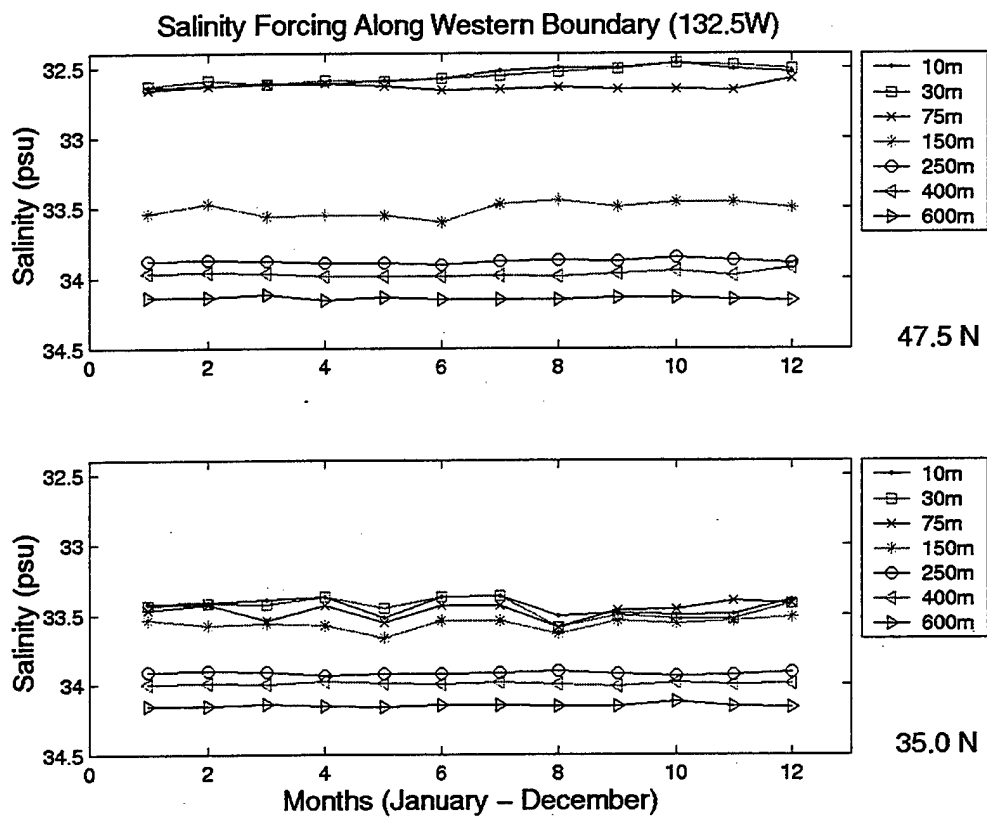 Salinity Forcing Along Western Boundary (132.5W)
Salinity (psu)
32.5
33
33.5
34
34.5
0 2 4 6 8 10 12
10m
30m
75m
150m
250m
400m
600m
47.5 N
Salinity (psu)
32.5
33
33.5
34
34.5
0 2 4 6 8 10 12
Months (January – December)
10m
30m
75m
150m
250m
400m
600m
35.0 N